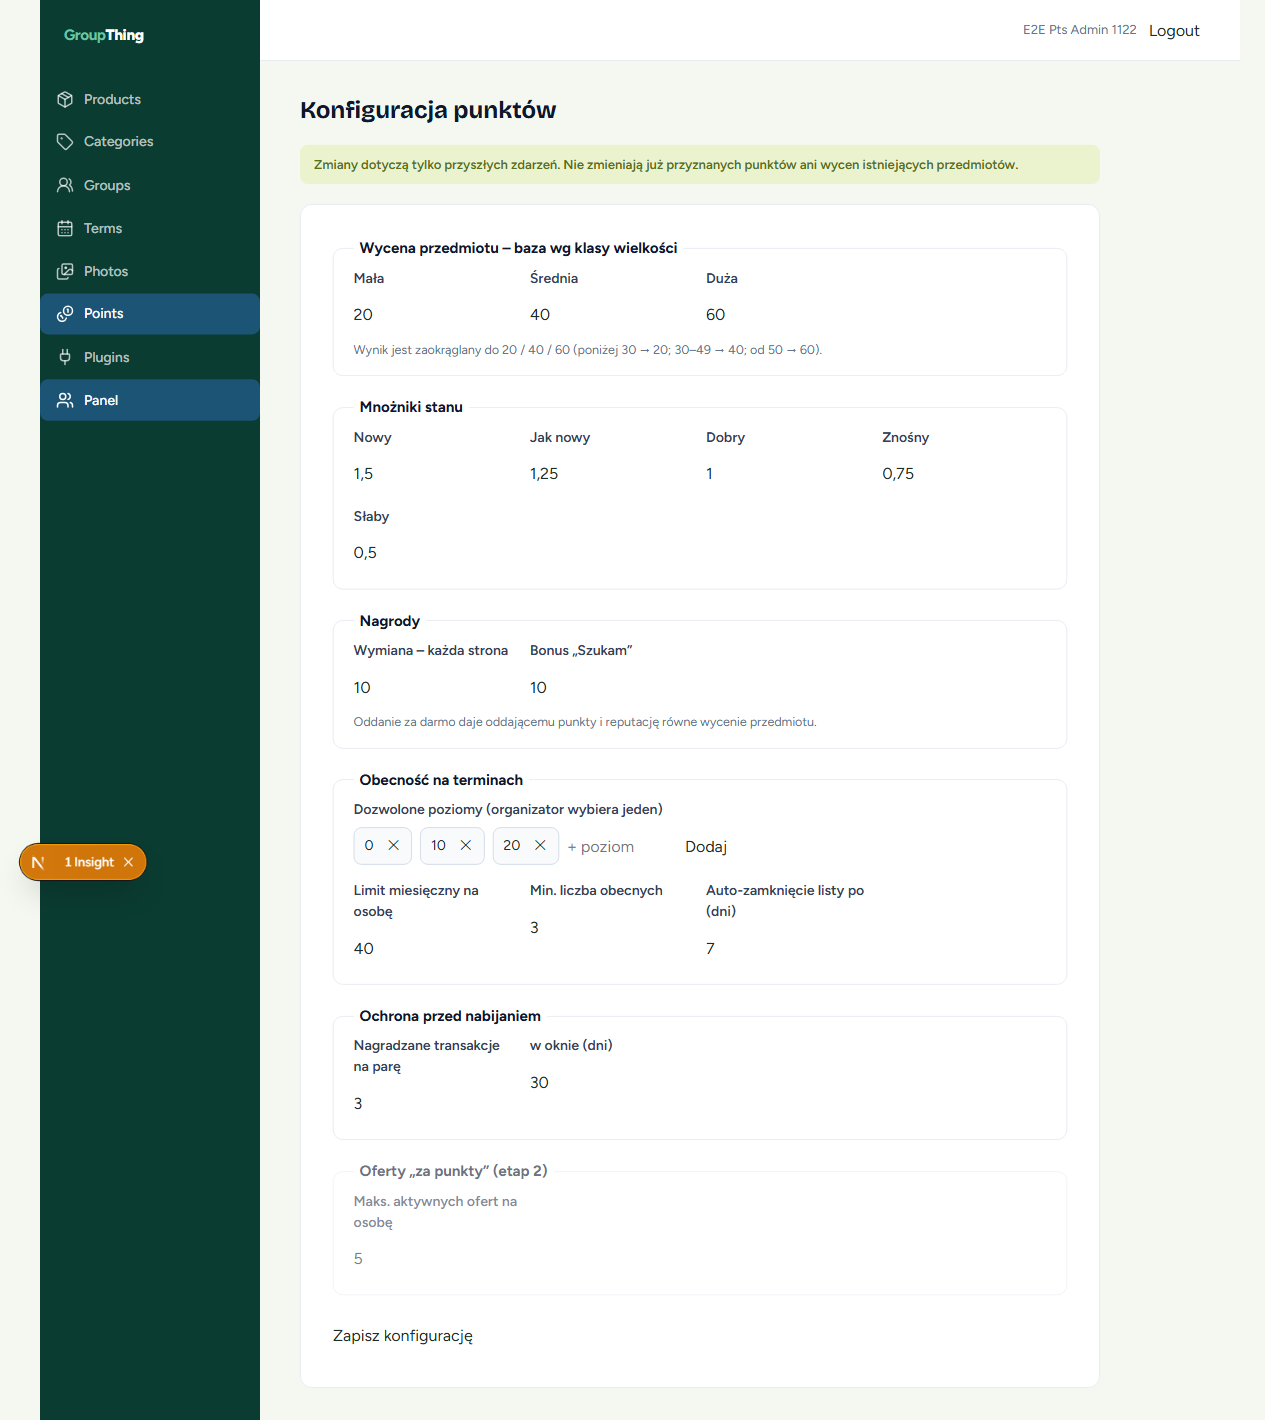 GroupThing
E2E Pts Admin 1122 Logout
Products
Categories
Groups
Terms
Photos
Points
Plugins
Panel
Konfiguracja punktów
Zmiany dotyczą tylko przyszłych zdarzeń. Nie zmieniają już przyznanych punktów ani wycen istniejących przedmiotów.
Wycena przedmiotu – baza wg klasy wielkości
Mała Średnia Duża
20 40 60
Wynik jest zaokrąglany do 20 / 40 / 60 (poniżej 30 → 20; 30–49 → 40; od 50 → 60).
Mnożniki stanu
Nowy Jak nowy Dobry Znośny
1,5 1,25 1 0,75
Słaby
0,5
Nagrody
Wymiana – każda strona Bonus „Szukam”
10 10
Oddanie za darmo daje oddającemu punkty i reputację równe wycenie przedmiotu.
Obecność na terminach
Dozwolone poziomy (organizator wybiera jeden)
0 10 20 + poziom Dodaj
Limit miesięczny na osobę
40
Min. liczba obecnych
3
Auto-zamknięcie listy po (dni)
7
Ochrona przed nabijaniem
Nagradzane transakcje na parę
3
w oknie (dni)
30
Oferty „za punkty” (etap 2)
Maks. aktywnych ofert na
osobę
5
Zapisz konfigurację
N 1 Insight